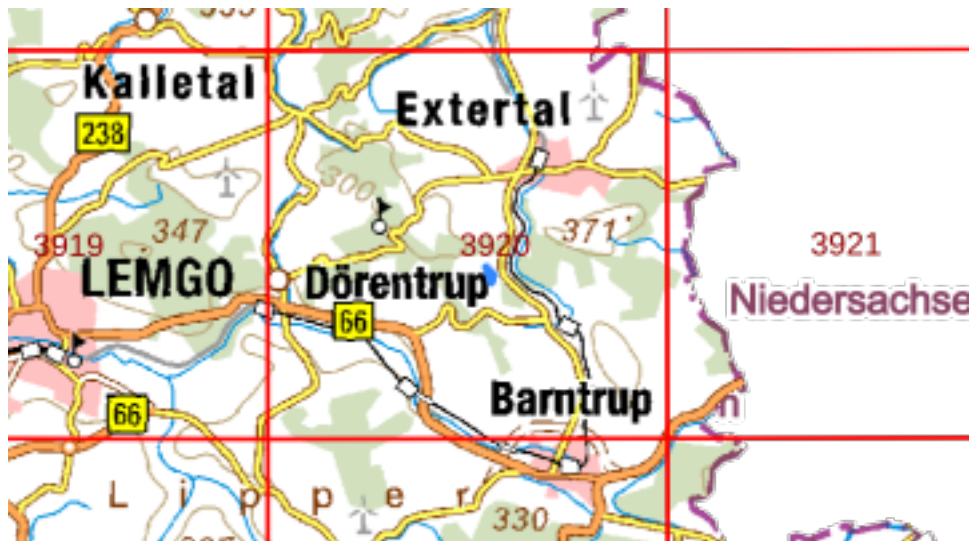 Kalletal
Extertal
238
300
347
371
3919
3920
3921
LEMGO
Dörentrup
Niedersachse
66
Barntrup
n
66
L i p p e r
330